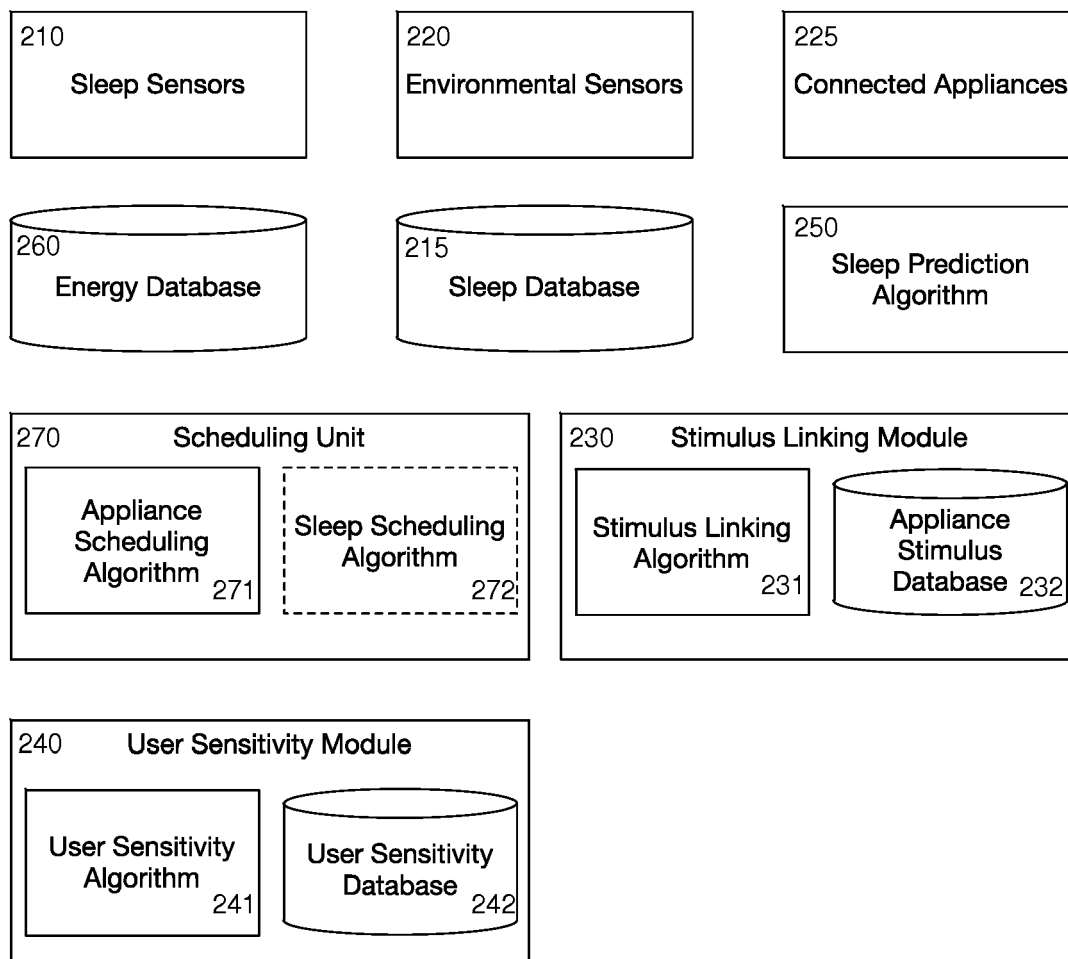 210
Sleep Sensors
220
Environmental Sensors
225
Connected Appliances
260
Energy Database
215
Sleep Database
250
Sleep Prediction
Algorithm
270
Scheduling Unit
Appliance
Scheduling
Algorithm
271
Sleep Scheduling
Algorithm
272
230
Stimulus Linking Module
Stimulus Linking
Algorithm
231
Appliance
Stimulus
Database
232
240
User Sensitivity Module
User Sensitivity
Algorithm
241
User Sensitivity
Database
242